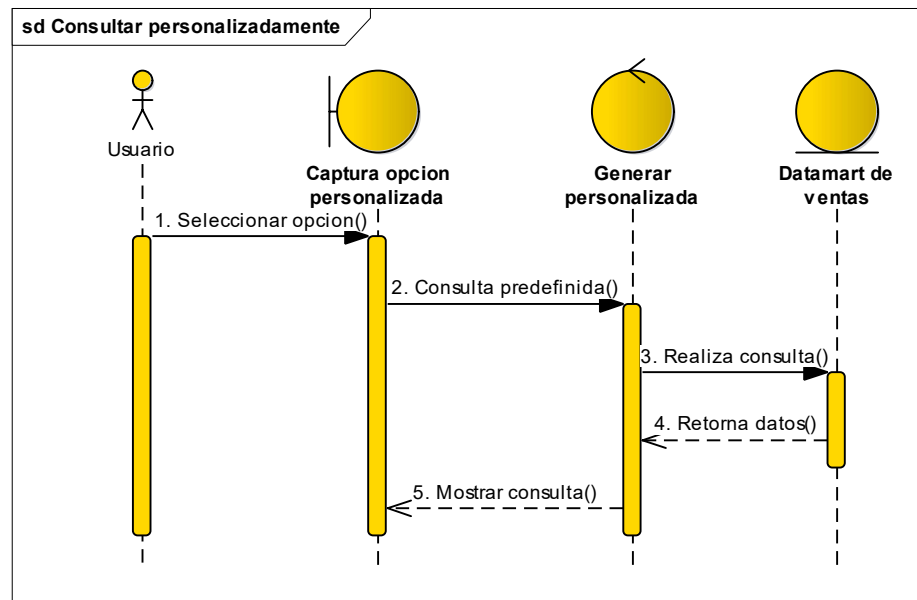 sd Consultar personalizadamente
Usuario
Captura opcion
personalizada
Generar
personalizada
Datamart de
ventas
1. Seleccionar opcion()
2. Consulta predefinida()
3. Realiza consulta()
4. Retorna datos()
5. Mostrar consulta()